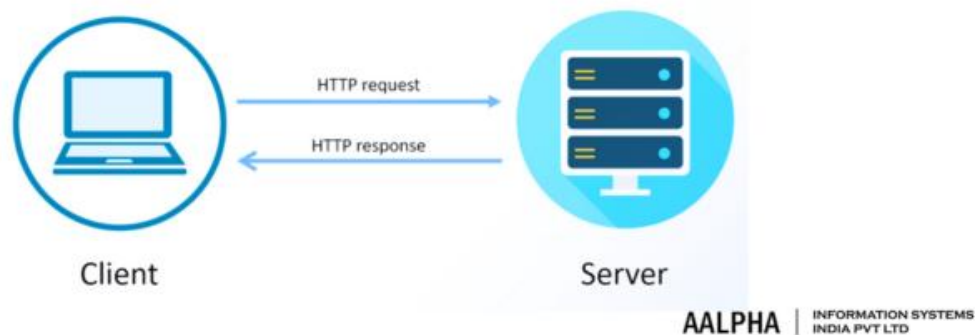 HTTP request
HTTP response
Client
Server
AALPHA
INFORMATION SYSTEMS
INDIA PVT LTD